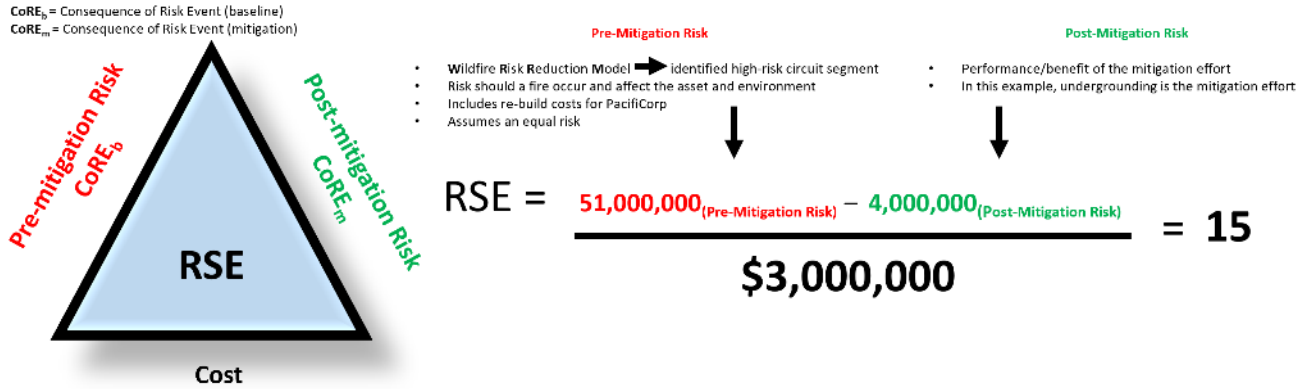 CoREb = Consequence of Risk Event (baseline)
CoREm = Consequence of Risk Event (mitigation)
Pre-mitigation Risk
CoREb
Post-mitigation Risk
CoREm
RSE
Cost
Pre-Mitigation Risk
• Wildfire Risk Reduction Model identified high-risk circuit segment
• Risk should a fire occur and affect the asset and environment
• Includes re-build costs for PacifiCorp
• Assumes an equal risk
Post-Mitigation Risk
• Performance/benefit of the mitigation effort
• In this example, undergrounding is the mitigation effort
RSE = 51,000,000(Pre-Mitigation Risk) – 4,000,000(Post-Mitigation Risk) = 15
$3,000,000